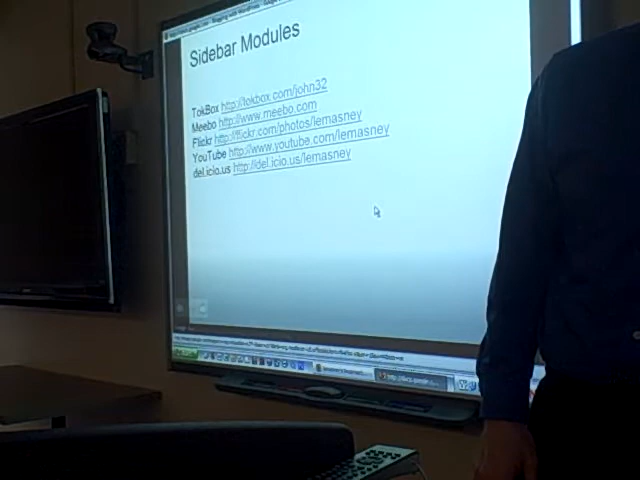 Sidebar Modules
TokBox http://tokbox.com/john32
Meebo http://www.meebo.com
Flickr http://flickr.com/photos/lemasney
YouTube http://www.youtube.com/lemasney
del.icio.us http://del.icio.us/lemasney